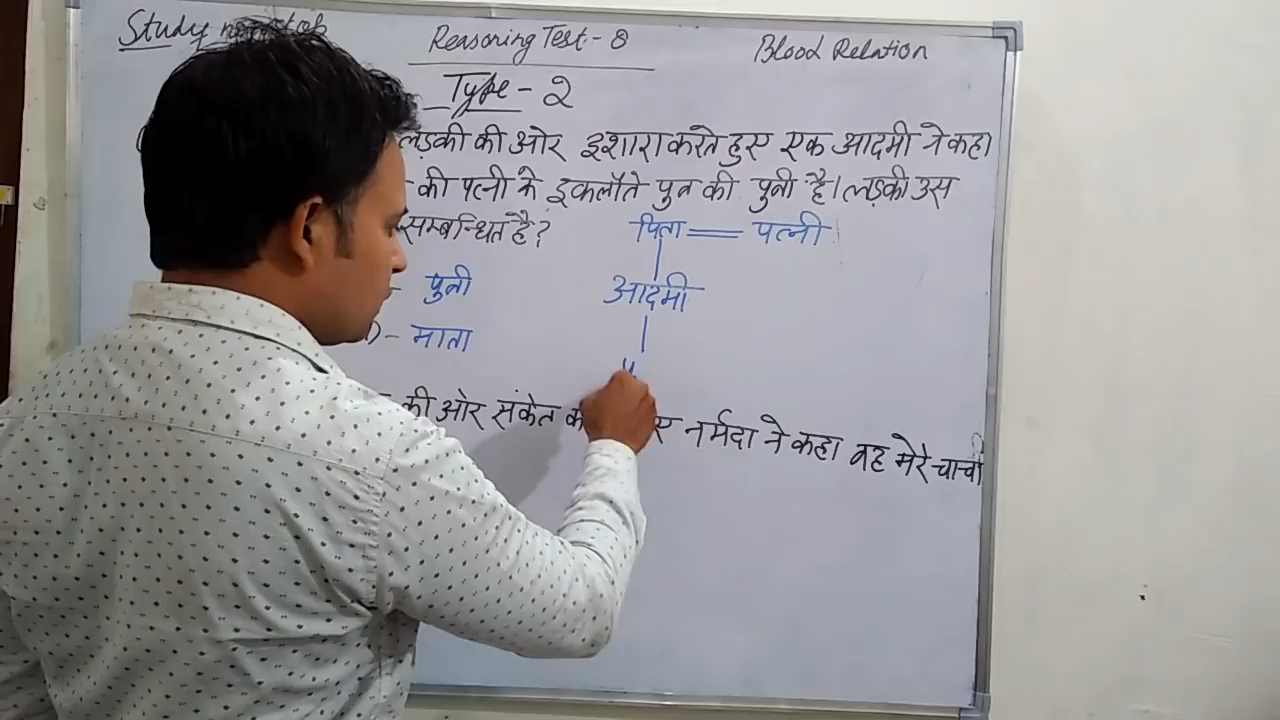 Study nonstop
Reasoning Test - 8
Blood Relation
Type - 2
लड़की की ओर इशारा करते हुए एक आदमी ने कहा
की पत्नी के इकलौते पुत्र की पुत्री है। लड़की उस
सम्बन्धित है?
पिता पत्नी
आदमी
- पुत्री
- माता
की ओर संकेत नर्मदा ने कहा वह मेरे चाचा